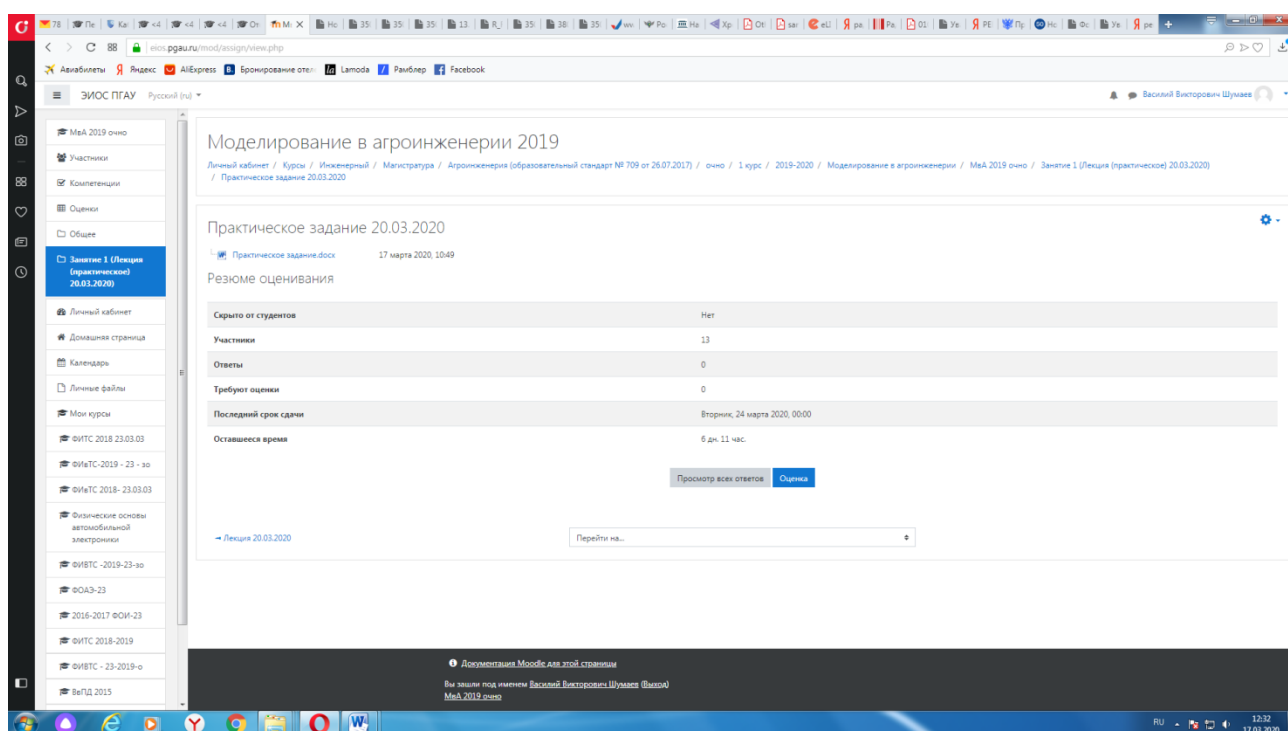 eios.pgau.ru/mod/assign/view.php
Авиабилеты Яндекс AliExpress Бронирование отел Lamoda Рамблер Facebook
ЭИОС ПГАУ Русский (ru)
Василий Викторович Шумаев
МвА 2019 очно
Участники
Компетенции
Оценки
Общее
Занятие 1 (Лекция
(практическое)
20.03.2020)
Личный кабинет
Домашняя страница
Календарь
Личные файлы
Мои курсы
ФИТС 2018 23.03.03
ФИвТС-2019 - 23 - зо
ФИвТС 2018- 23.03.03
Физические основы
автомобильной
электроники
ФИВТС -2019-23-зо
ФОАЭ-23
2016-2017 ФОИ-23
ФИТС 2018-2019
ФИВТС - 23-2019-о
ВвПД 2015
Моделирование в агроинженерии 2019
Личный кабинет / Курсы / Инженерный / Магистратура / Агроинженерия (образовательный стандарт № 709 от 26.07.2017) / очно / 1 курс / 2019-2020 / Моделирование в агроинженерии / МвА 2019 очно / Занятие 1 (Лекция (практическое) 20.03.2020)
/ Практическое задание 20.03.2020
Практическое задание 20.03.2020
Практическое задание.docx 17 марта 2020, 10:49
Резюме оценивания
Скрыто от студентов Нет
Участники 13
Ответы 0
Требуют оценки 0
Последний срок сдачи Вторник, 24 марта 2020, 00:00
Оставшееся время 6 дн. 11 час.
Просмотр всех ответов Оценка
→ Лекция 20.03.2020 Перейти на...
Документация Moodle для этой страницы
Вы зашли под именем Василий Викторович Шумаев (Выход)
МвА 2019 очно
RU 12:32
17.03.2020